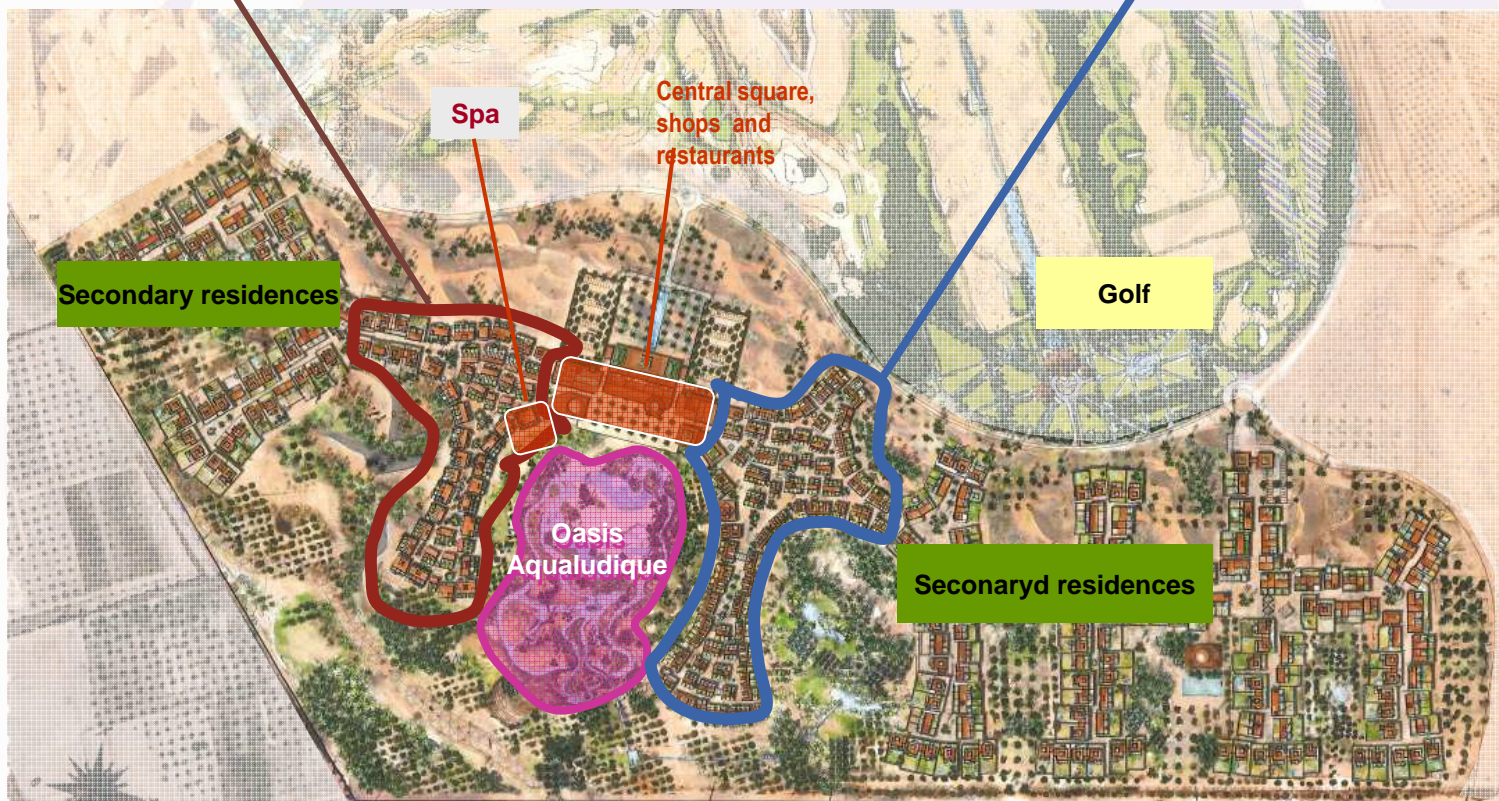 Spa
Central square,
shops and
restaurants
Secondary residences
Golf
Oasis
Aqualudique
Seconaryd residences